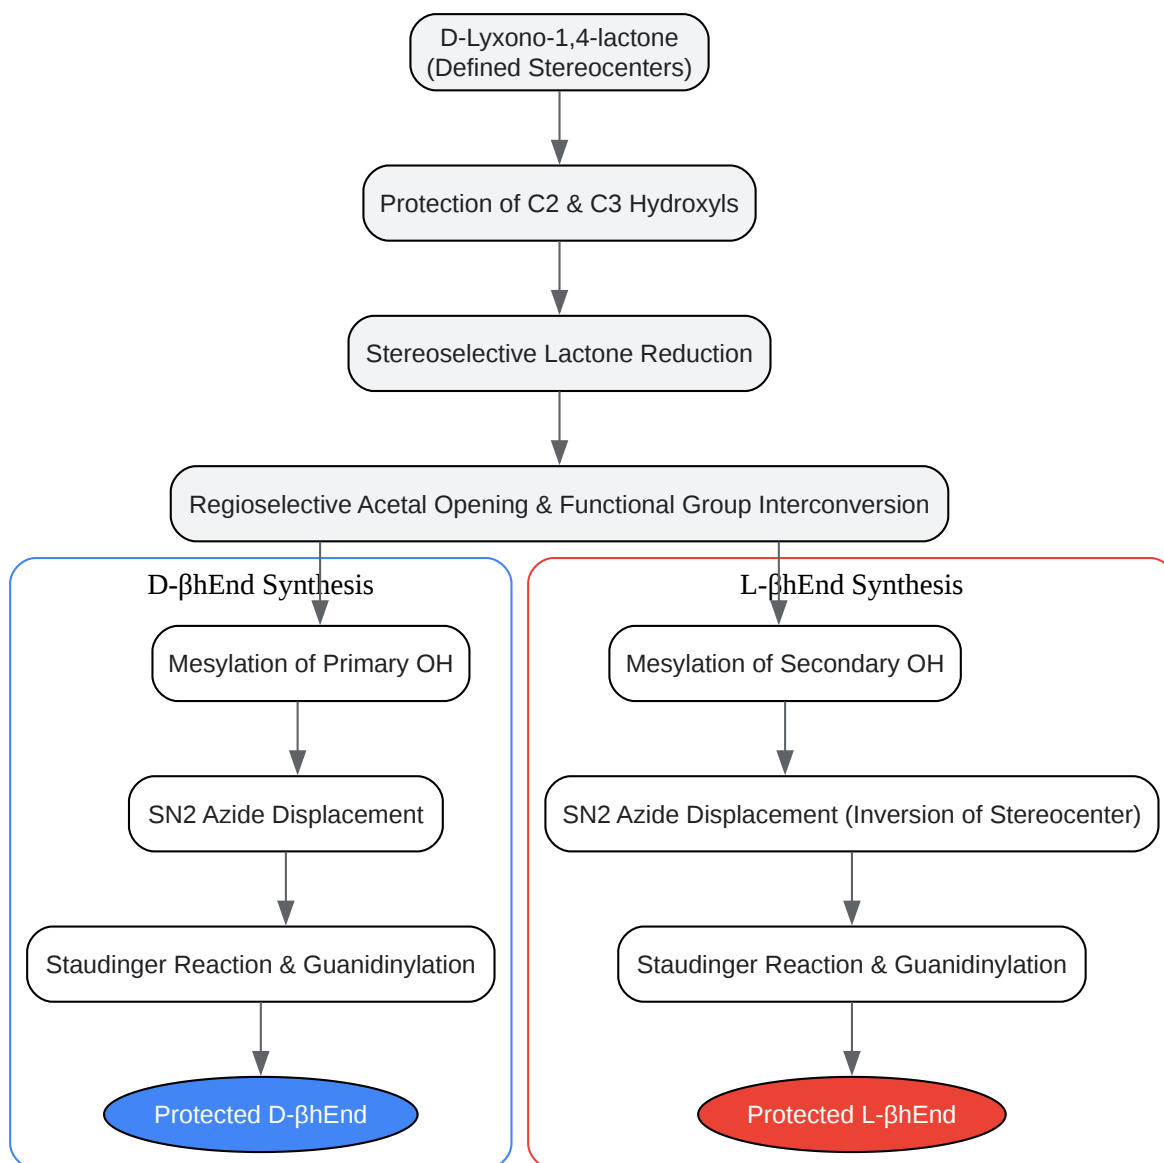 D-Lyxono-1,4-lactone
(Defined Stereocenters)
Protection of C2 & C3 Hydroxyls
Stereoselective Lactone Reduction
Regioselective Acetal Opening & Functional Group Interconversion
D-βhEnd Synthesis
Mesylation of Primary OH
SN2 Azide Displacement
Staudinger Reaction & Guanidinylation
Protected D-βhEnd
L-βhEnd Synthesis
Mesylation of Secondary OH
SN2 Azide Displacement (Inversion of Stereocenter)
Staudinger Reaction & Guanidinylation
Protected L-βhEnd